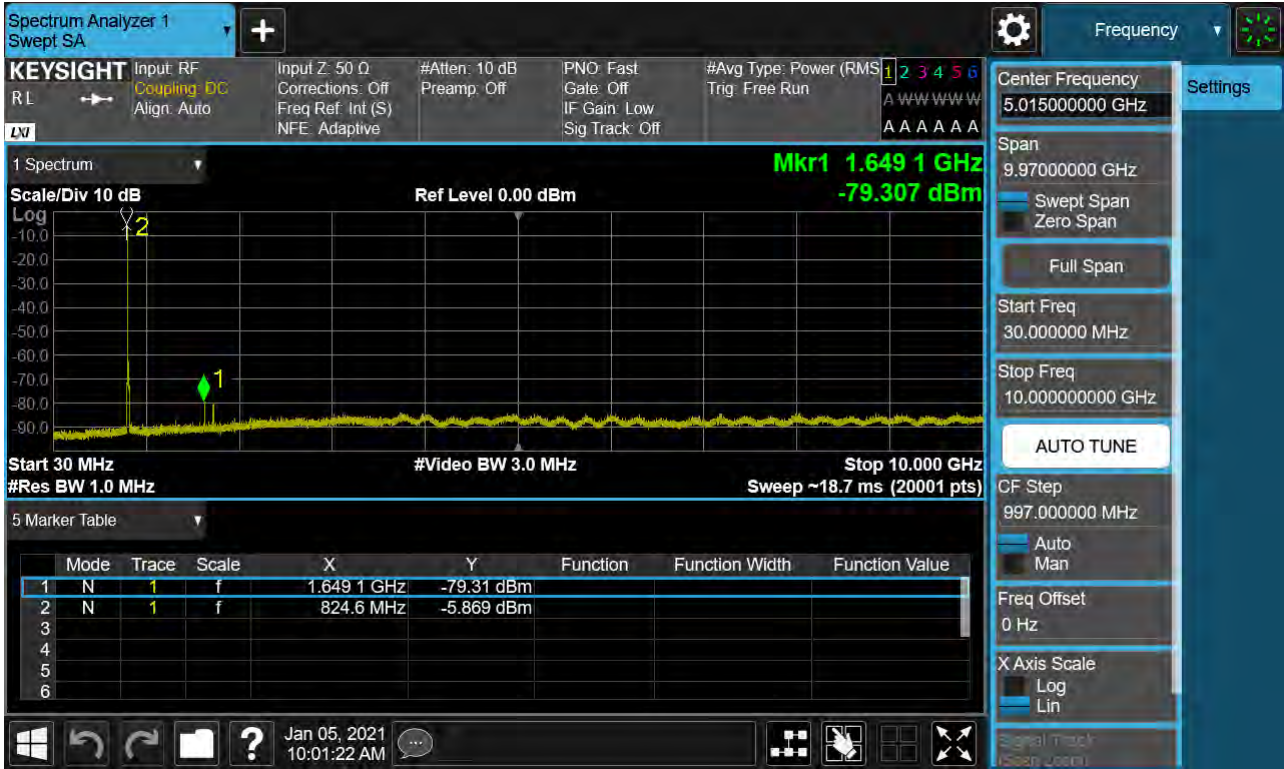 Spectrum Analyzer 1
Swept SA
Frequency
KEYSIGHT
R L
LXI
Input: RF
Coupling: DC
Align: Auto
Input Z: 50 Ω
Corrections: Off
Freq Ref: Int (S)
NFE: Adaptive
#Atten: 10 dB
Preamp: Off
PNO: Fast
Gate: Off
IF Gain: Low
Sig Track: Off
#Avg Type: Power (RMS
Trig: Free Run
1 2 3 4 5 6
A W W W W W
A A A A A A
1 Spectrum
Mkr1 1.649 1 GHz
-79.307 dBm
Scale/Div 10 dB
Ref Level 0.00 dBm
Log
-10.0
-20.0
-30.0
-40.0
-50.0
-60.0
-70.0
-80.0
-90.0
2
1
Start 30 MHz
#Video BW 3.0 MHz
Stop 10.000 GHz
#Res BW 1.0 MHz
Sweep ~18.7 ms (20001 pts)
5 Marker Table
Mode Trace Scale X Y Function Function Width Function Value
1 N 1 f 1.649 1 GHz -79.31 dBm
2 N 1 f 824.6 MHz -5.869 dBm
3
4
5
6
Jan 05, 2021
10:01:22 AM
Center Frequency
5.015000000 GHz
Span
9.97000000 GHz
Swept Span
Zero Span
Full Span
Start Freq
30.000000 MHz
Stop Freq
10.000000000 GHz
AUTO TUNE
CF Step
997.000000 MHz
Auto
Man
Freq Offset
0 Hz
X Axis Scale
Log
Lin
Signal Track
(Span Zoom)
Settings